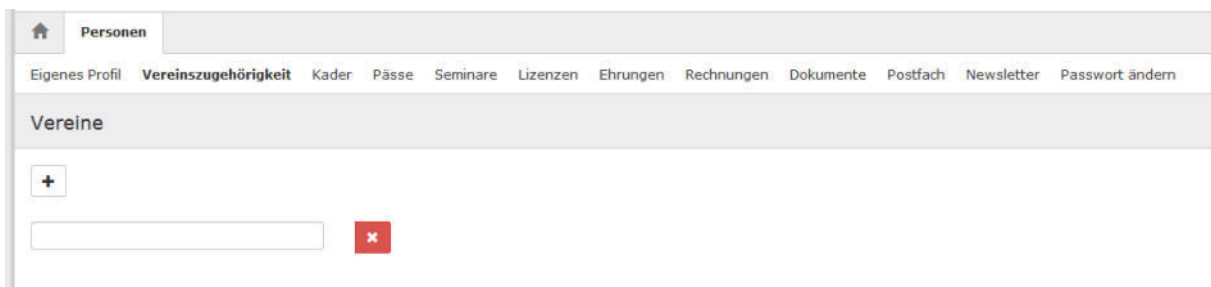 Personen
Eigenes Profil Vereinszugehörigkeit Kader Pässe Seminare Lizenzen Ehrungen Rechnungen Dokumente Postfach Newsletter Passwort ändern
Vereine